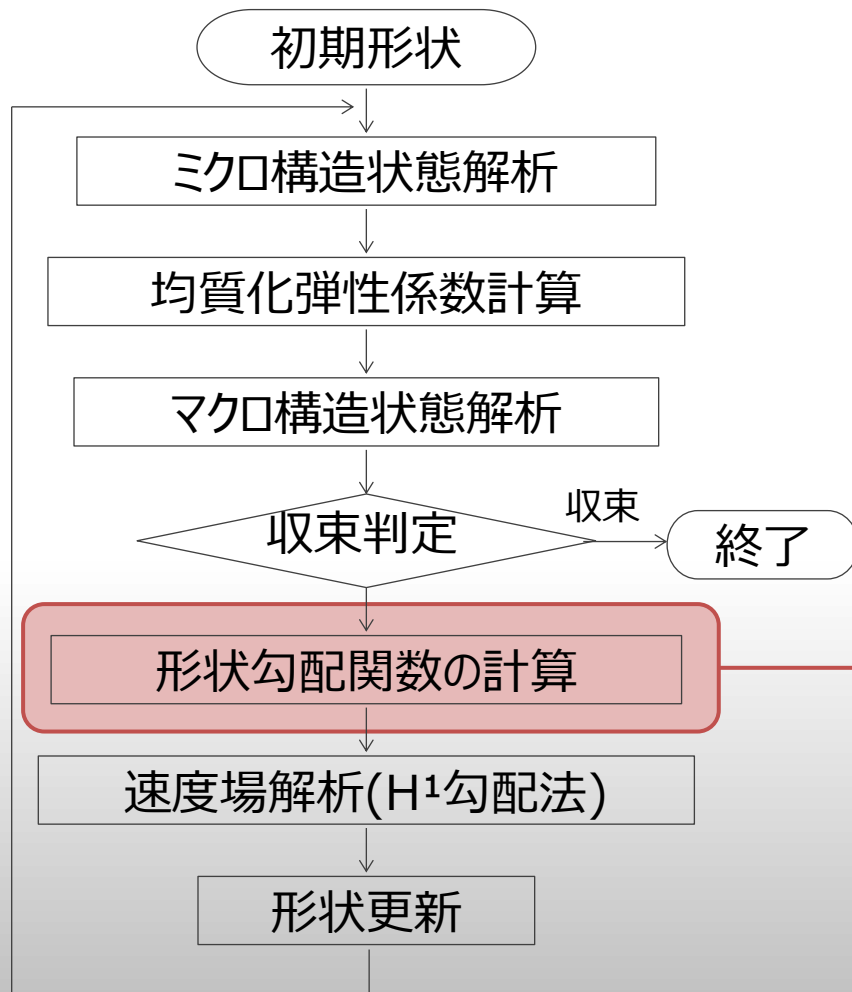 初期形状
ミクロ構造状態解析
均質化弾性係数計算
マクロ構造状態解析
収束判定
収束
終了
形状勾配関数の計算
速度場解析(H¹勾配法)
形状更新